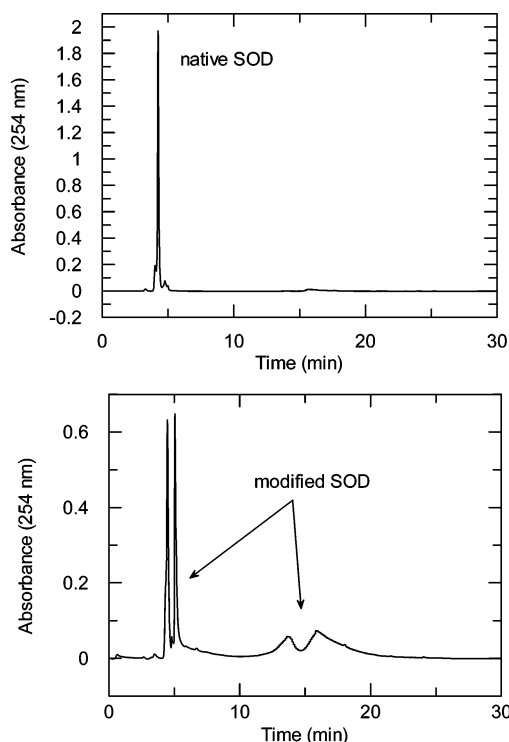 2
1.8
1.6
1.4
1.2
1
0.8
0.6
0.4
0.2
0
-0.2
Absorbance (254 nm)
native SOD
0 10 20 30
Time (min)
0.6
0.4
0.2
0
Absorbance (254 nm)
modified SOD
0 10 20 30
Time (min)